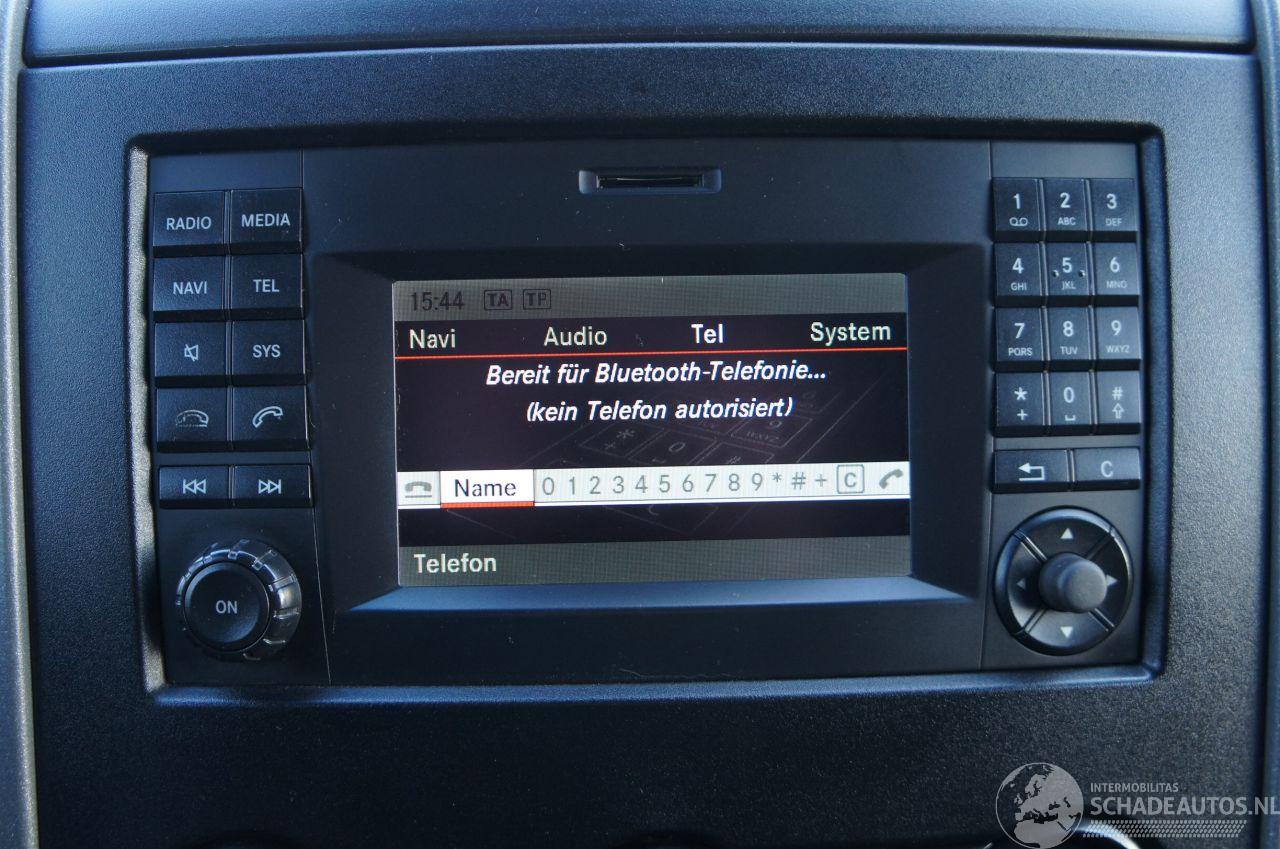 RADIO MEDIA
NAVI TEL
SYS
ON
15:44 TA TP
Navi Audio Tel System
Bereit für Bluetooth-Telefonie...
(kein Telefon autorisiert)
Name 0 1 2 3 4 5 6 7 8 9 * # + C
Telefon
1 2 3
ABC DEF
4 5 6
GHI JKL MNO
7 8 9
PQRS TUV WXYZ
* 0 #
+
C
INTERMOBILITAS
SCHADEAUTOS.NL